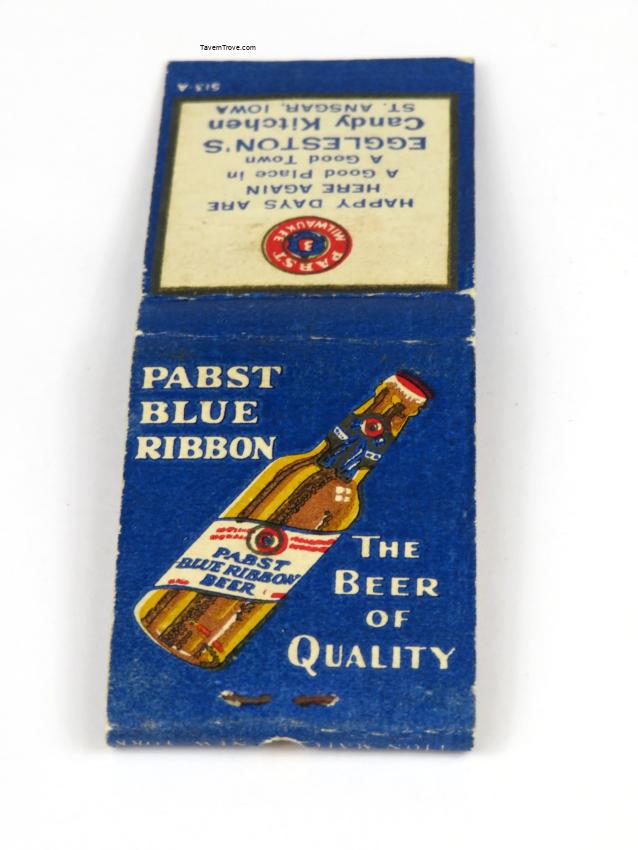 TavernTrove.com
S15-A
HAPPY DAYS ARE
HERE AGAIN
A Good Place in
A Good Town
EGGLESTON'S
Candy Kitchen
ST. ANSGAR, IOWA
PABST
MILWAUKEE
PABST
BLUE
RIBBON
PABST
BLUE RIBBON
BEER
THE
BEER
OF
QUALITY